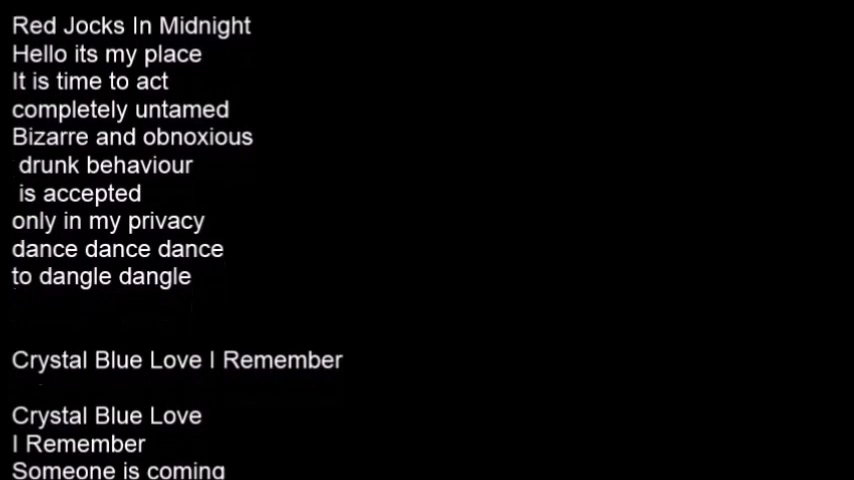 Red Jocks In Midnight
Hello its my place
It is time to act
completely untamed
Bizarre and obnoxious
drunk behaviour
is accepted
only in my privacy
dance dance dance
to dangle dangle
Crystal Blue Love I Remember
Crystal Blue Love
I Remember
Someone is coming